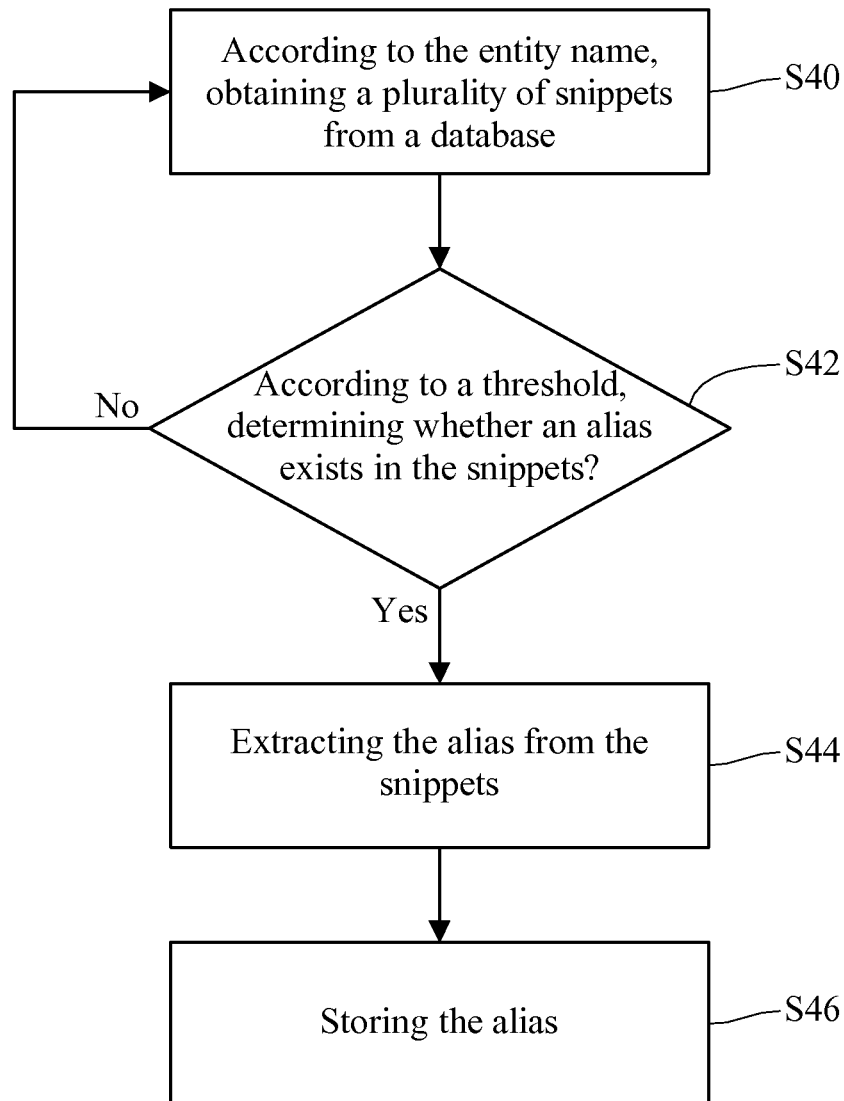 According to the entity name,
obtaining a plurality of snippets
from a database
S40
According to a threshold,
determining whether an alias
exists in the snippets?
S42
No
Yes
Extracting the alias from the
snippets
S44
Storing the alias
S46